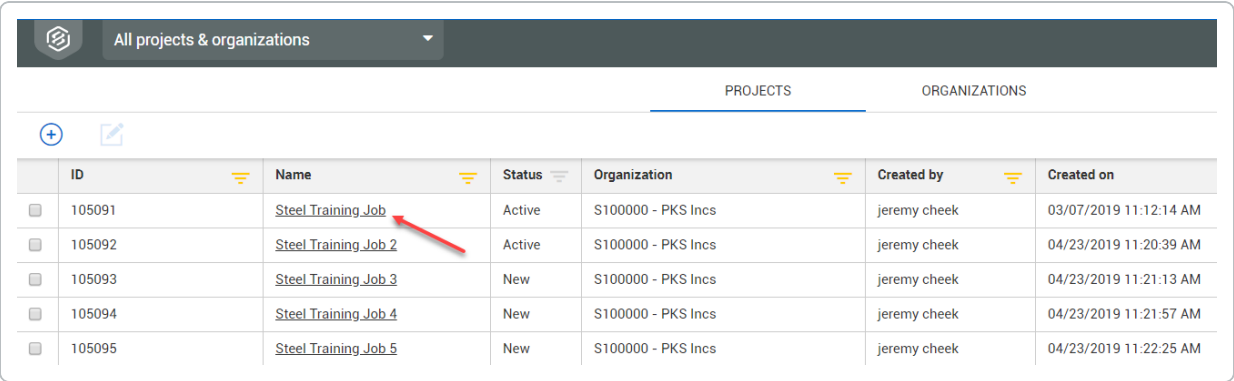 All projects & organizations
PROJECTS ORGANIZATIONS
ID Name Status Organization Created by Created on
105091 Steel Training Job Active S100000 - PKS Incs jeremy cheek 03/07/2019 11:12:14 AM
105092 Steel Training Job 2 Active S100000 - PKS Incs jeremy cheek 04/23/2019 11:20:39 AM
105093 Steel Training Job 3 New S100000 - PKS Incs jeremy cheek 04/23/2019 11:21:13 AM
105094 Steel Training Job 4 New S100000 - PKS Incs jeremy cheek 04/23/2019 11:21:57 AM
105095 Steel Training Job 5 New S100000 - PKS Incs jeremy cheek 04/23/2019 11:22:25 AM